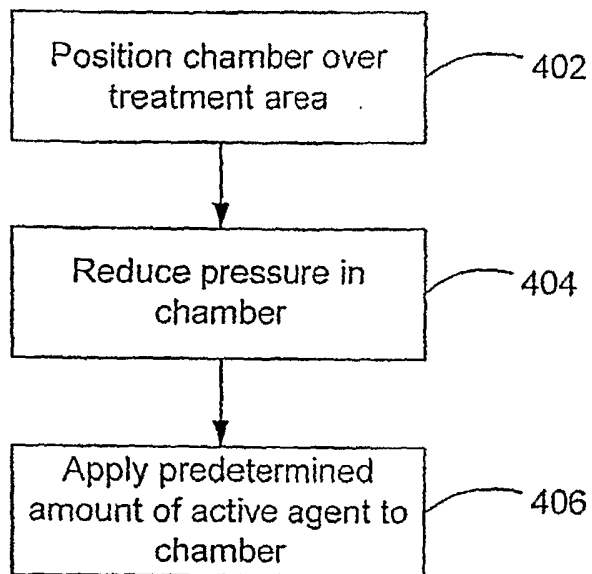 Position chamber over
treatment area
402
Reduce pressure in
chamber
404
Apply predetermined
amount of active agent to
chamber
406